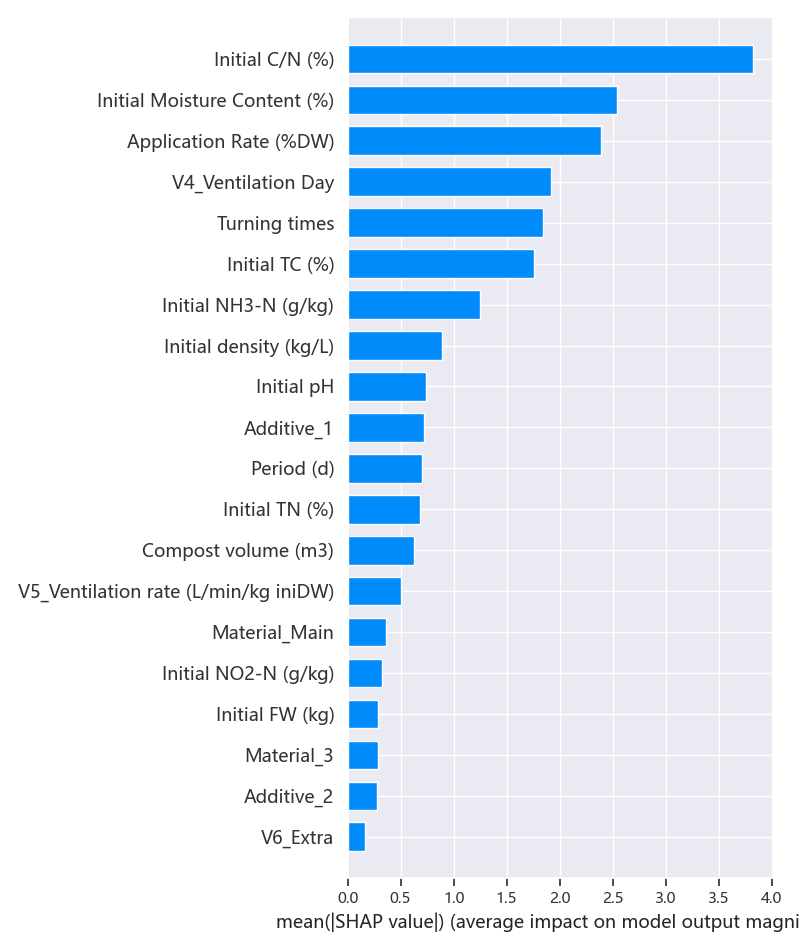 Initial C/N (%)
Initial Moisture Content (%)
Application Rate (%DW)
V4_Ventilation Day
Turning times
Initial TC (%)
Initial NH3-N (g/kg)
Initial density (kg/L)
Initial pH
Additive_1
Period (d)
Initial TN (%)
Compost volume (m3)
V5_Ventilation rate (L/min/kg iniDW)
Material_Main
Initial NO2-N (g/kg)
Initial FW (kg)
Material_3
Additive_2
V6_Extra
0.0 0.5 1.0 1.5 2.0 2.5 3.0 3.5 4.0
mean(|SHAP value|) (average impact on model output magni